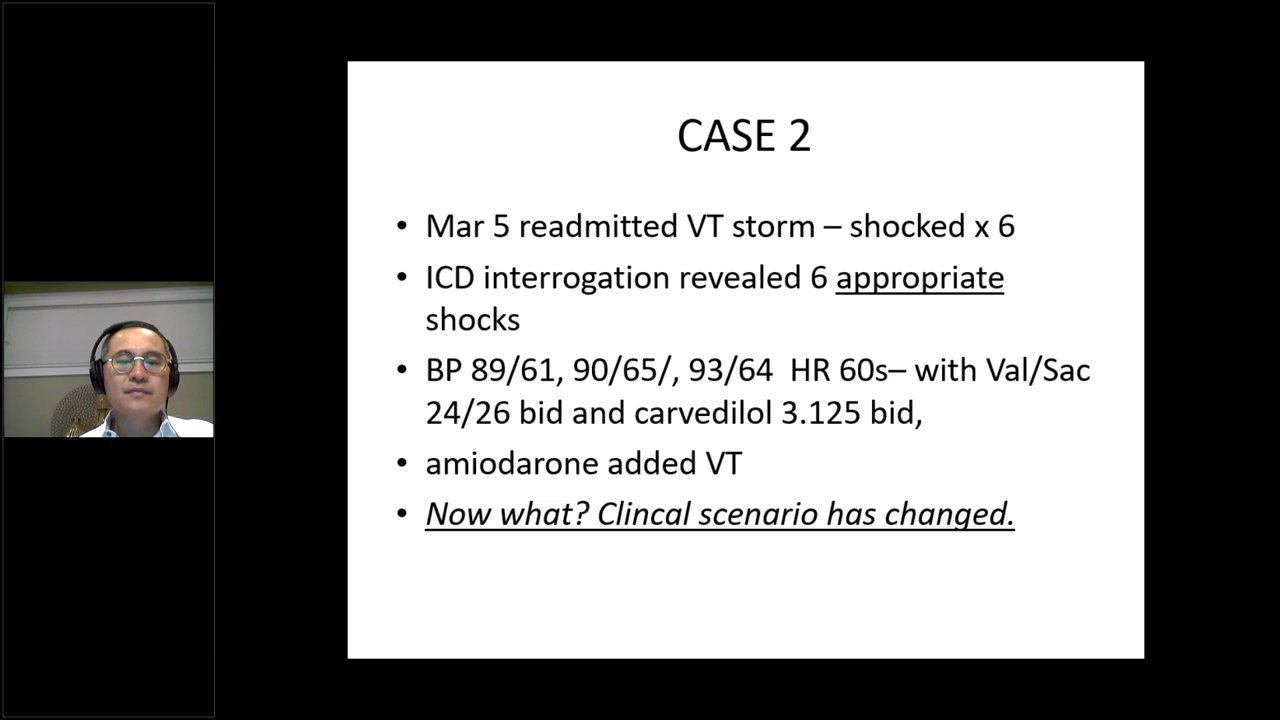 CASE 2
• Mar 5 readmitted VT storm – shocked x 6
• ICD interrogation revealed 6 appropriate
shocks
• BP 89/61, 90/65/, 93/64 HR 60s– with Val/Sac
24/26 bid and carvedilol 3.125 bid,
• amiodarone added VT
• Now what? Clincal scenario has changed.